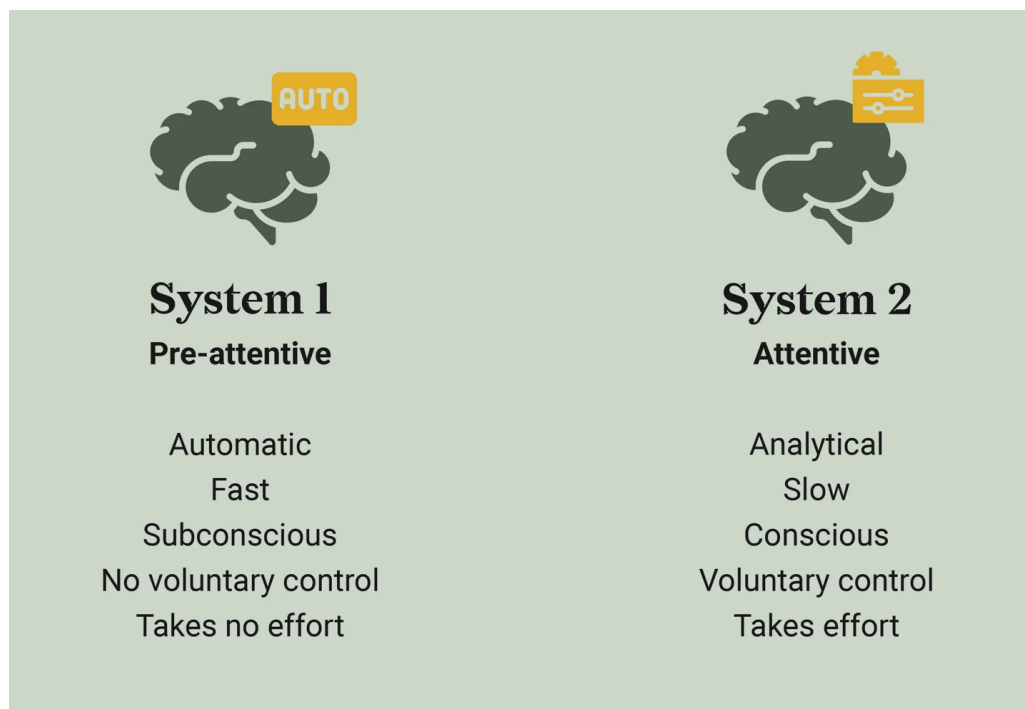 AUTO
System 1
Pre-attentive
Automatic
Fast
Subconscious
No voluntary control
Takes no effort
System 2
Attentive
Analytical
Slow
Conscious
Voluntary control
Takes effort